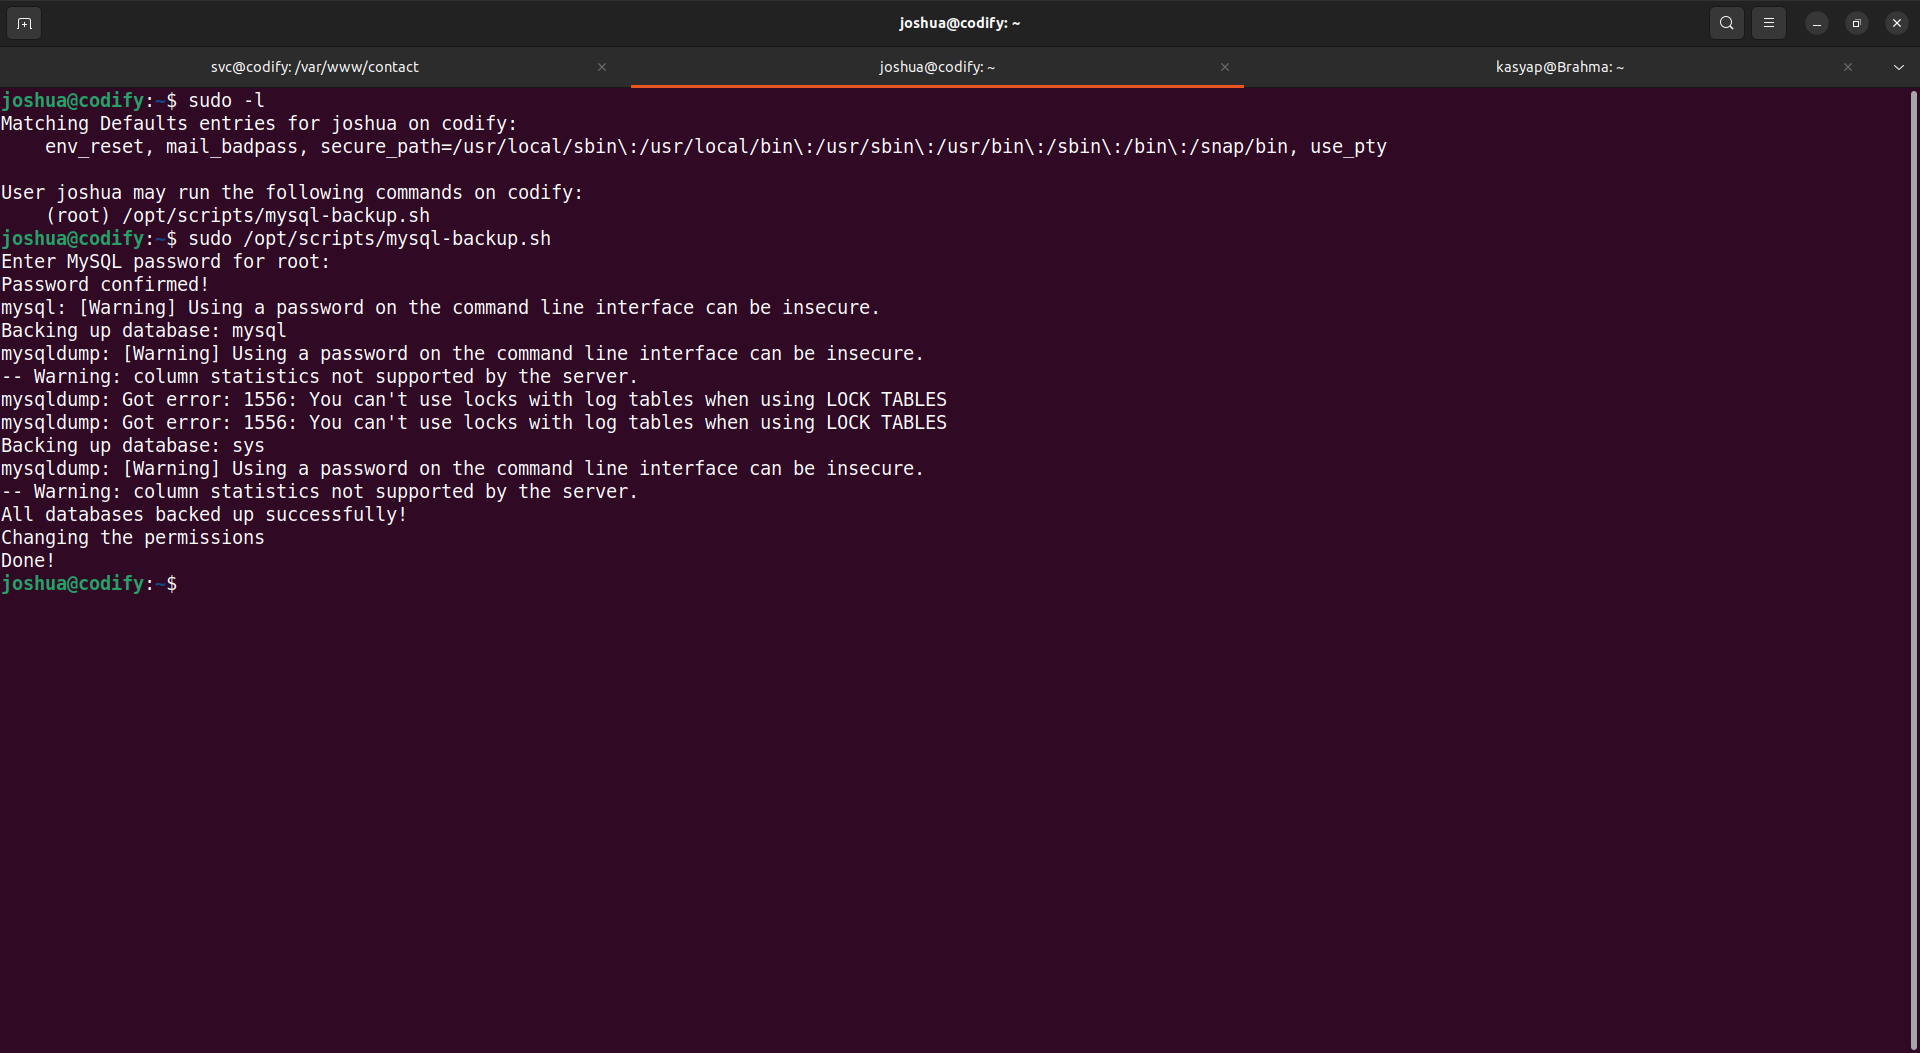 joshua@codify: ~
svc@codify: /var/www/contact
joshua@codify: ~
kasyap@Brahma: ~
joshua@codify:~$ sudo -l
Matching Defaults entries for joshua on codify:
    env_reset, mail_badpass, secure_path=/usr/local/sbin\:/usr/local/bin\:/usr/sbin\:/usr/bin\:/sbin\:/bin\:/snap/bin, use_pty

User joshua may run the following commands on codify:
    (root) /opt/scripts/mysql-backup.sh
joshua@codify:~$ sudo /opt/scripts/mysql-backup.sh
Enter MySQL password for root:
Password confirmed!
mysql: [Warning] Using a password on the command line interface can be insecure.
Backing up database: mysql
mysqldump: [Warning] Using a password on the command line interface can be insecure.
-- Warning: column statistics not supported by the server.
mysqldump: Got error: 1556: You can't use locks with log tables when using LOCK TABLES
mysqldump: Got error: 1556: You can't use locks with log tables when using LOCK TABLES
Backing up database: sys
mysqldump: [Warning] Using a password on the command line interface can be insecure.
-- Warning: column statistics not supported by the server.
All databases backed up successfully!
Changing the permissions
Done!
joshua@codify:~$